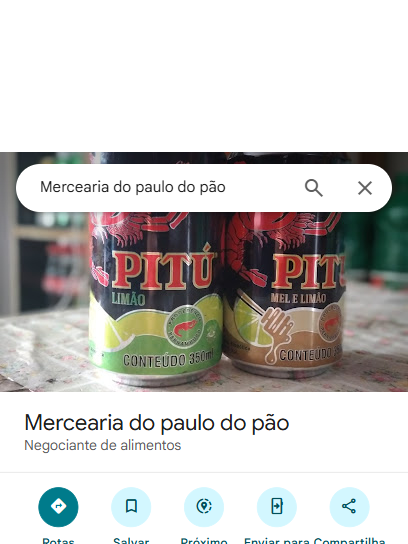 Mercearia do paulo do pão
PITÚ
LIMÃO
CONTEÚDO 350ml
PITÚ
MEL E LIMÃO
CONTEÚDO
Mercearia do paulo do pão
Negociante de alimentos
Rotas
Salvar
Próximo
Enviar para
Compartilha